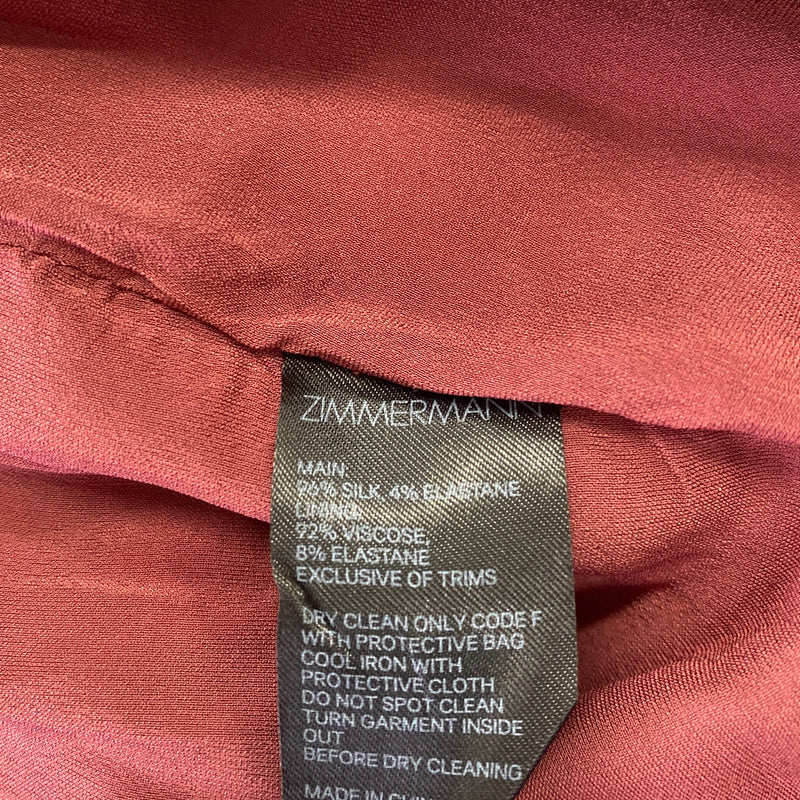 ZIMMERMANN
MAIN:
96% SILK, 4% ELASTANE
LINING:
92% VISCOSE,
8% ELASTANE
EXCLUSIVE OF TRIMS
DRY CLEAN ONLY CODE F
WITH PROTECTIVE BAG
COOL IRON WITH
PROTECTIVE CLOTH
DO NOT SPOT CLEAN
TURN GARMENT INSIDE
OUT
BEFORE DRY CLEANING
MADE IN